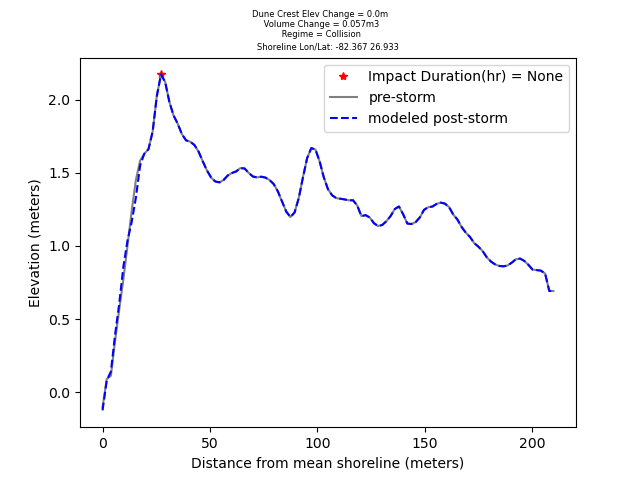 Dune Crest Elev Change = 0.0m
Volume Change = 0.057m3
Regime = Collision
Shoreline Lon/Lat: -82.367 26.933
Impact Duration(hr) = None
pre-storm
modeled post-storm
2.0
1.5
1.0
0.5
0.0
Elevation (meters)
0
50
100
150
200
Distance from mean shoreline (meters)